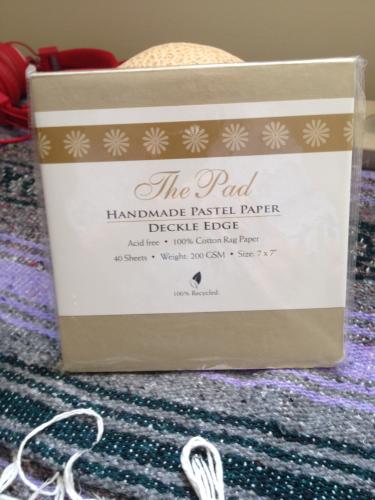 The Pad
HANDMADE PASTEL PAPER
DECKLE EDGE
Acid free • 100% Cotton Rag Paper
40 Sheets • Weight: 200 GSM • Size: 7 x 7"
100% Recycled